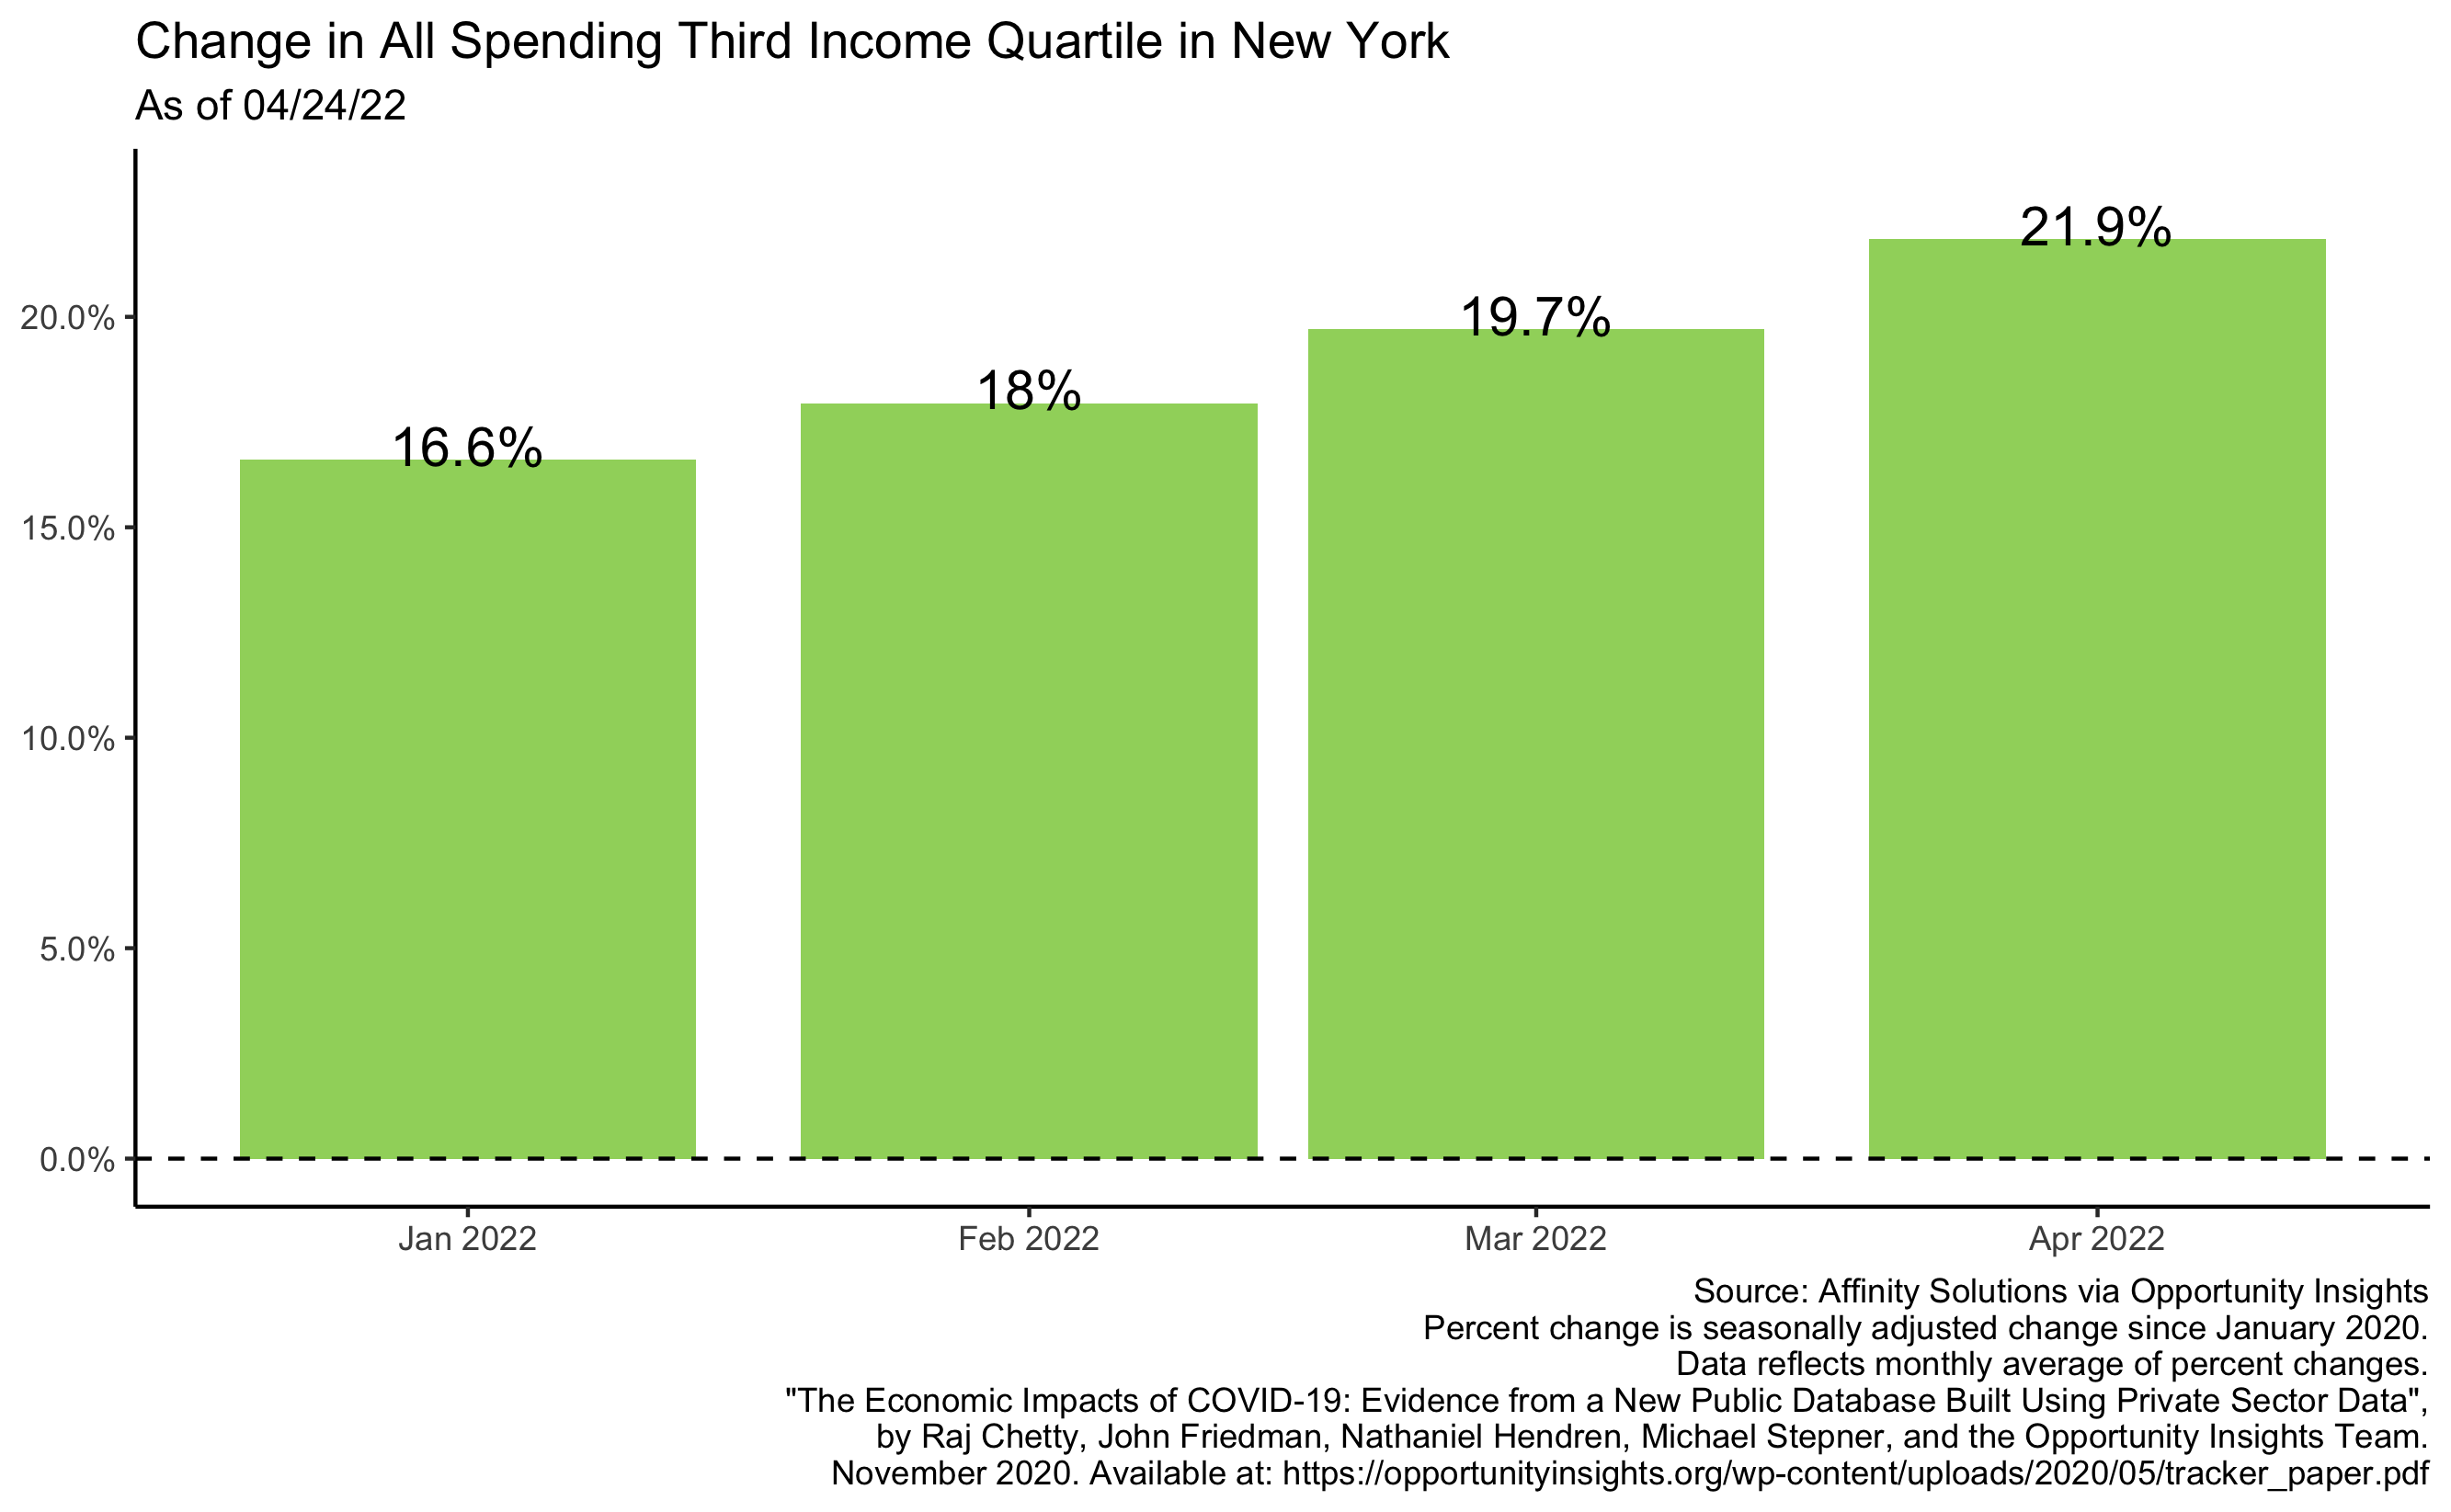 Change in All Spending Third Income Quartile in New York
As of 04/24/22
21.9%
19.7%
18%
16.6%
20.0%
15.0%
10.0%
5.0%
0.0%
Jan 2022 Feb 2022 Mar 2022 Apr 2022
Source: Affinity Solutions via Opportunity Insights
Percent change is seasonally adjusted change since January 2020.
Data reflects monthly average of percent changes.
"The Economic Impacts of COVID-19: Evidence from a New Public Database Built Using Private Sector Data",
by Raj Chetty, John Friedman, Nathaniel Hendren, Michael Stepner, and the Opportunity Insights Team.
November 2020. Available at: https://opportunityinsights.org/wp-content/uploads/2020/05/tracker_paper.pdf